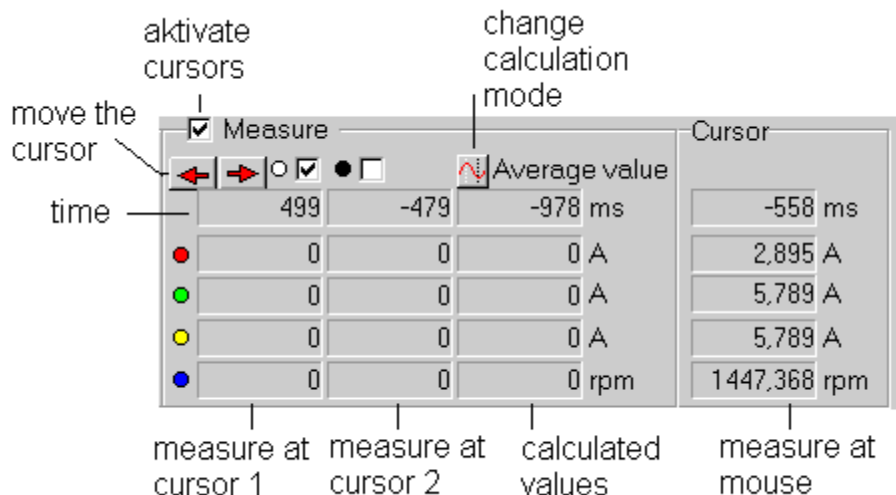 aktivate
cursors
change
calculation
mode
move the
cursor
Measure
Cursor
Average value
time
499 -479 -978 ms -558 ms
0 0 0 A 2,895 A
0 0 0 A 5,789 A
0 0 0 A 5,789 A
0 0 0 rpm 1447,368 rpm
measure at
cursor 1
measure at
cursor 2
calculated
values
measure at
mouse